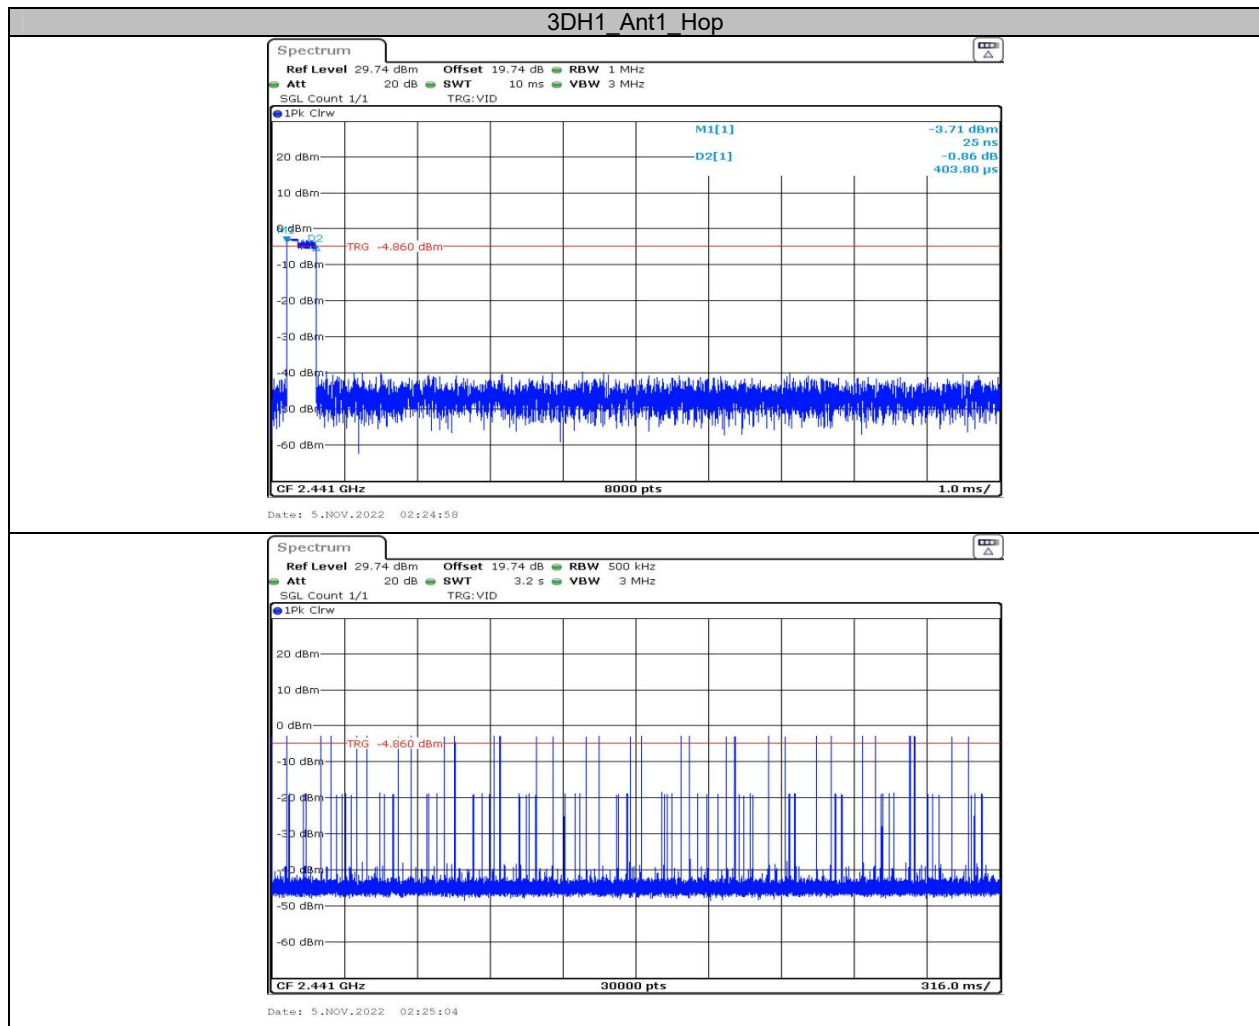 3DH1_Ant1_Hop
Spectrum
Ref Level 29.74 dBm Offset 19.74 dB RBW 1 MHz
Att 20 dB SWT 10 ms VBW 3 MHz
SGL Count 1/1 TRG:VID
1Pk Clrw
M1[1] -3.71 dBm
25 ns
D2[1] -0.86 dB
403.80 µs
20 dBm
10 dBm
0 dBm
D2
TRG -4.860 dBm
-10 dBm
-20 dBm
-30 dBm
-40 dBm
-50 dBm
-60 dBm
CF 2.441 GHz 8000 pts 1.0 ms/
Date: 5.NOV.2022 02:24:58
Spectrum
Ref Level 29.74 dBm Offset 19.74 dB RBW 500 kHz
Att 20 dB SWT 3.2 s VBW 3 MHz
SGL Count 1/1 TRG:VID
1Pk Clrw
20 dBm
10 dBm
0 dBm
TRG -4.860 dBm
-10 dBm
-20 dBm
-30 dBm
-40 dBm
-50 dBm
-60 dBm
CF 2.441 GHz 30000 pts 316.0 ms/
Date: 5.NOV.2022 02:25:04